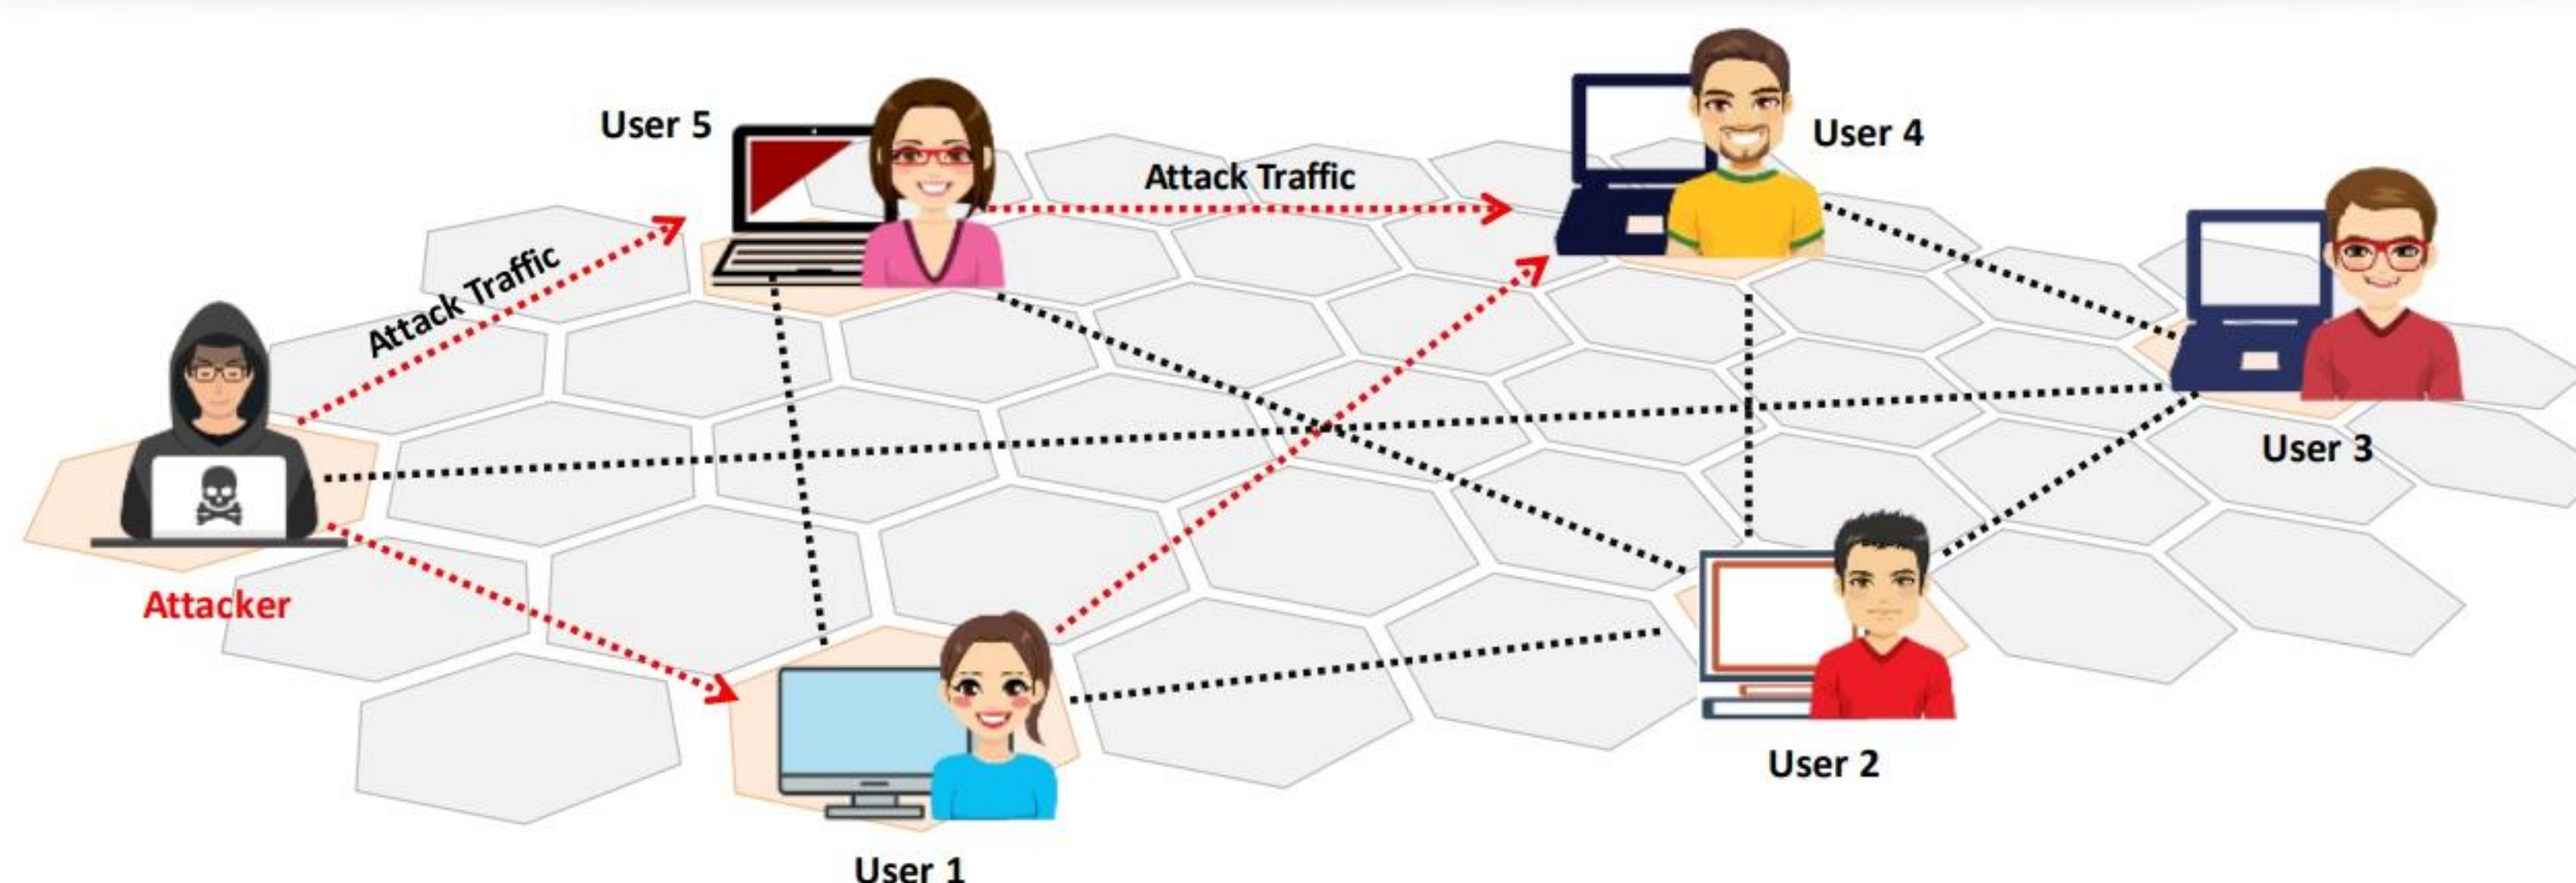 User 5
User 4
Attack Traffic
Attack Traffic
User 3
Attacker
User 2
User 1